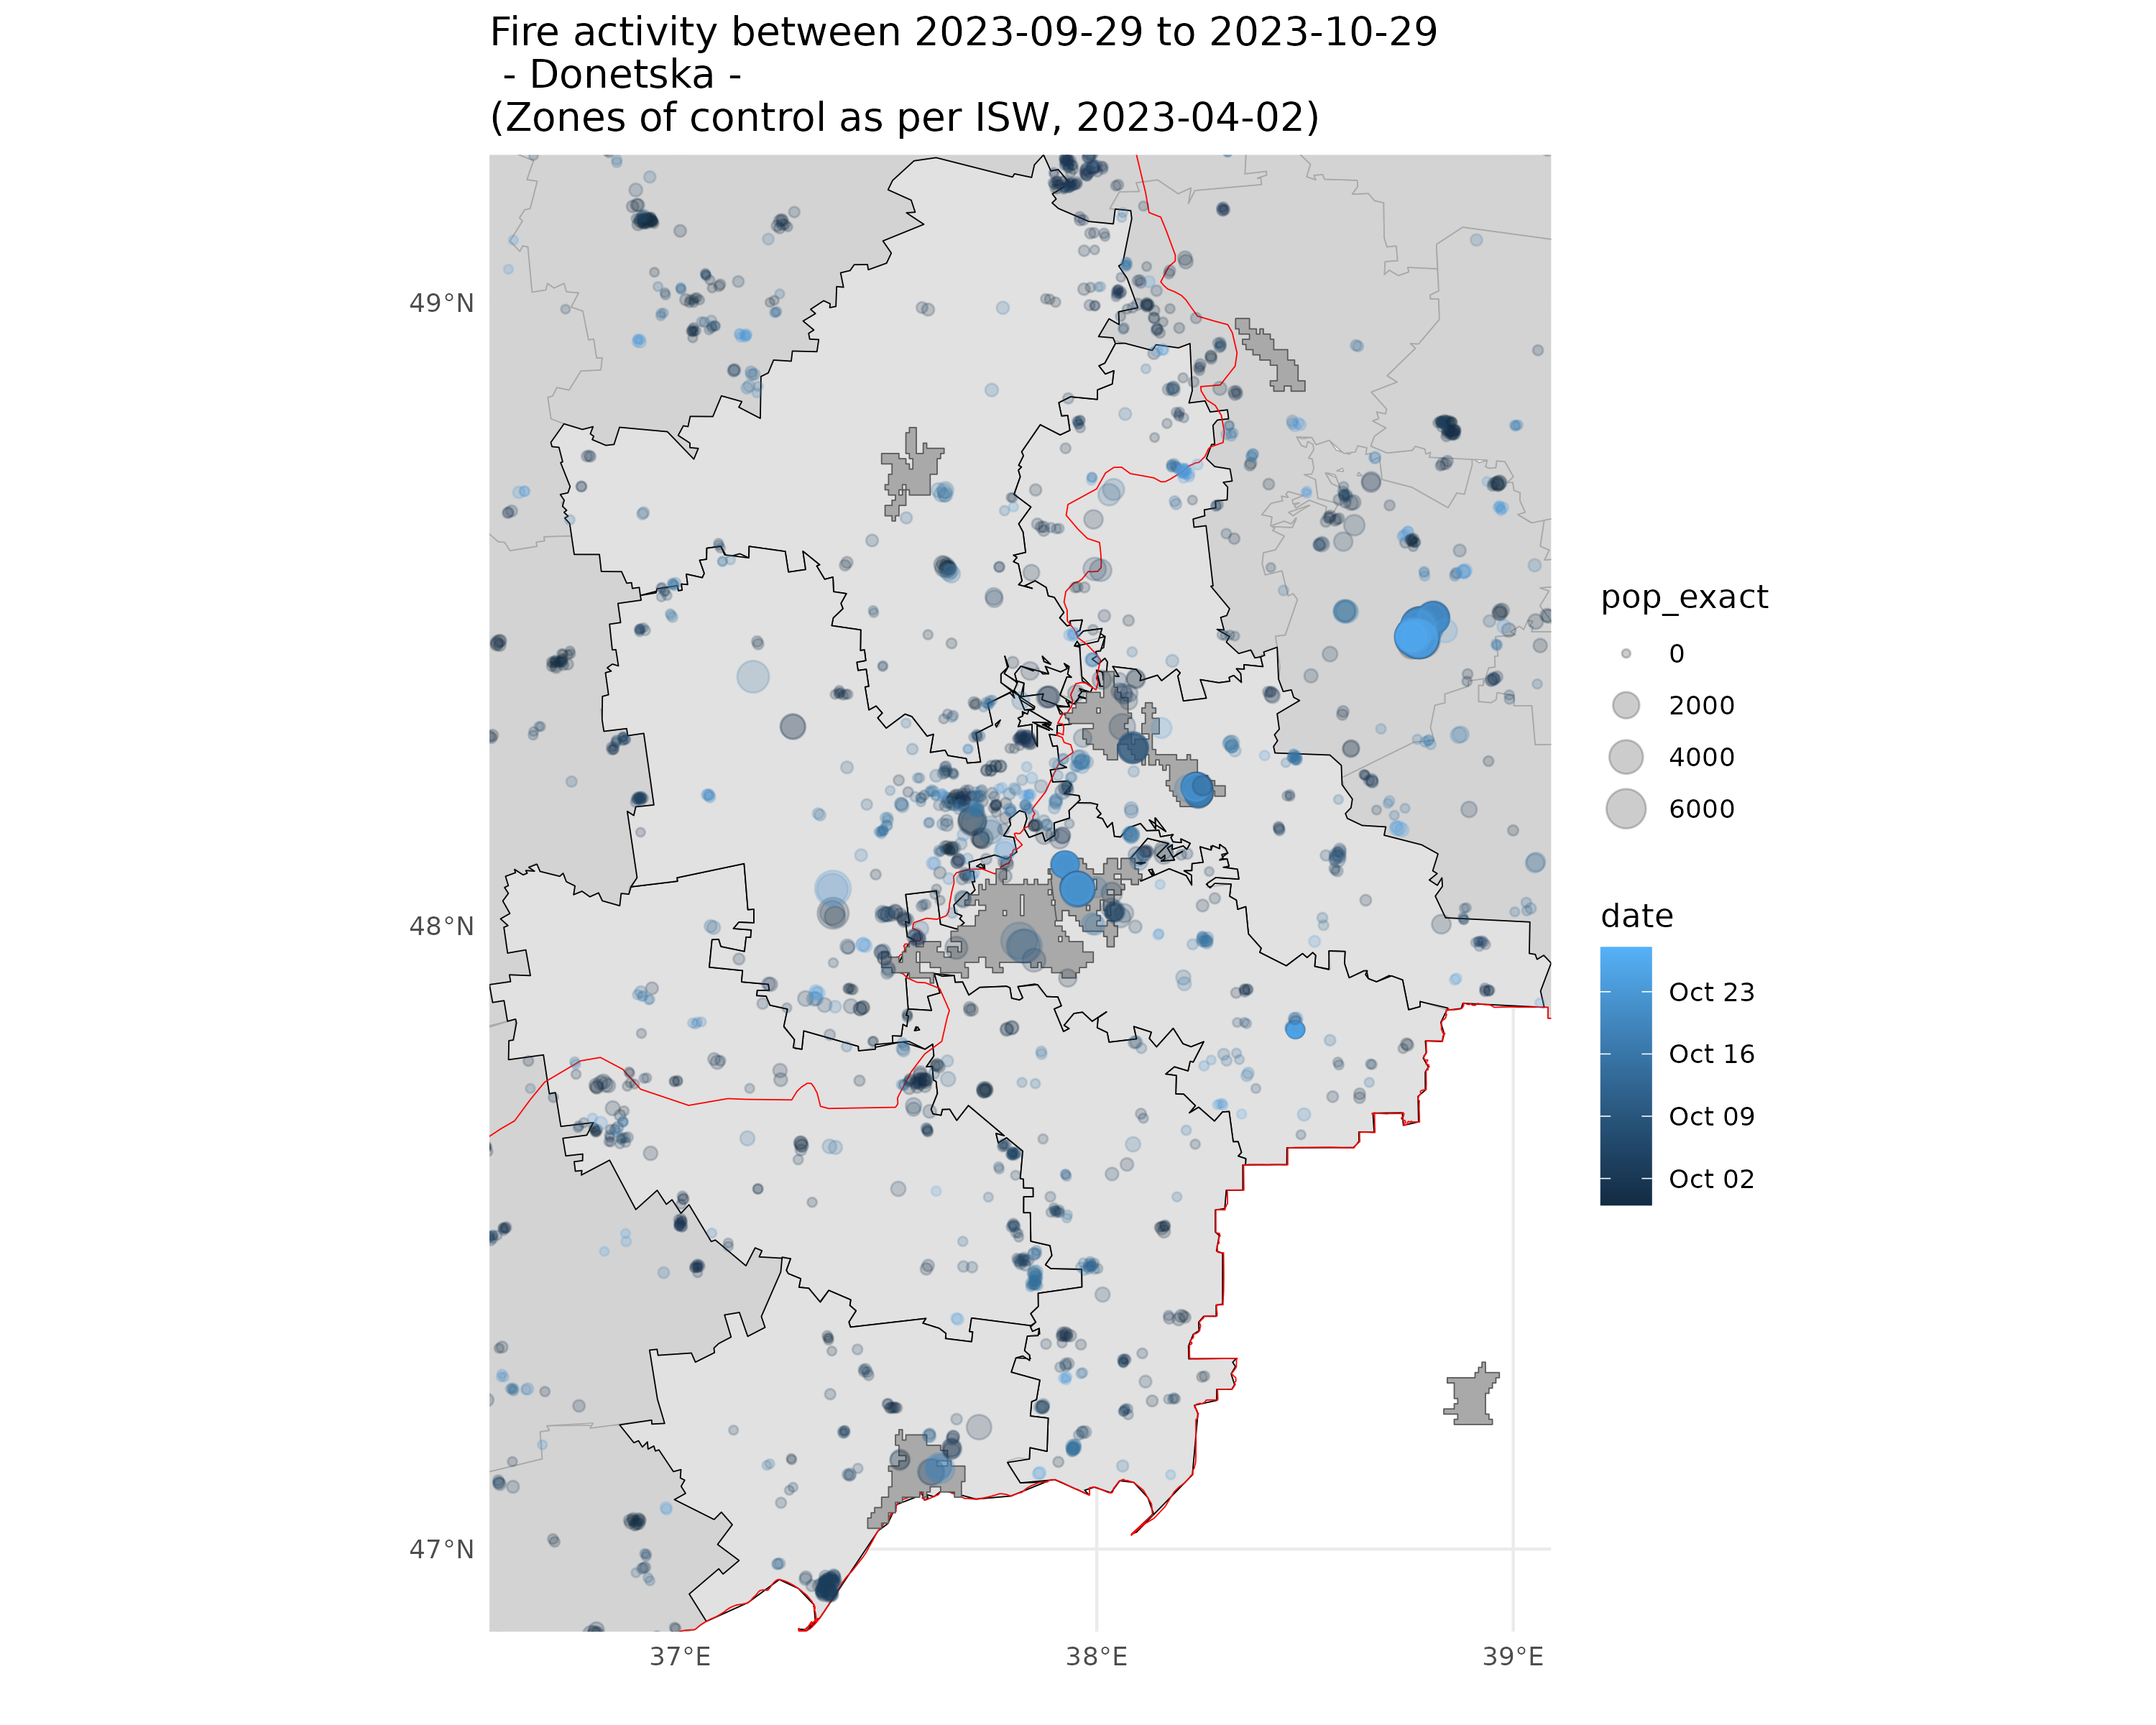 Fire activity between 2023-09-29 to 2023-10-29
- Donetska -
(Zones of control as per ISW, 2023-04-02)
49°N
48°N
47°N
37°E
38°E
39°E
pop_exact
0
2000
4000
6000
date
Oct 23
Oct 16
Oct 09
Oct 02